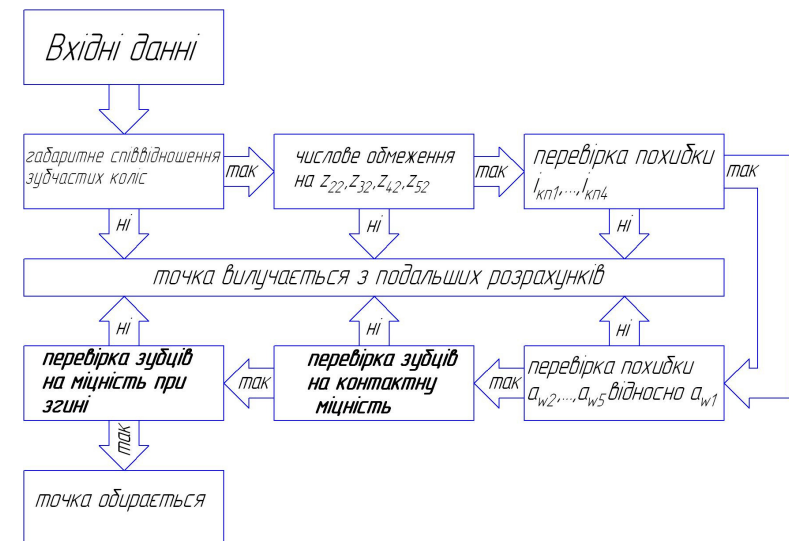 Вхідні данні
габаритне співвідношення
зубчастих коліс
так
числове обмеження
на z22,z32,z42,z52
так
перевірка похибки
iкп1,...,iкп4
так
ні
ні
ні
точка вилучається з подальших розрахунків
ні
ні
ні
перевірка зубців
на міцність при
згині
так
перевірка зубців
на контактну
міцність
так
перевірка похибки
aw2,...,aw5 відносно aw1
так
точка обирається